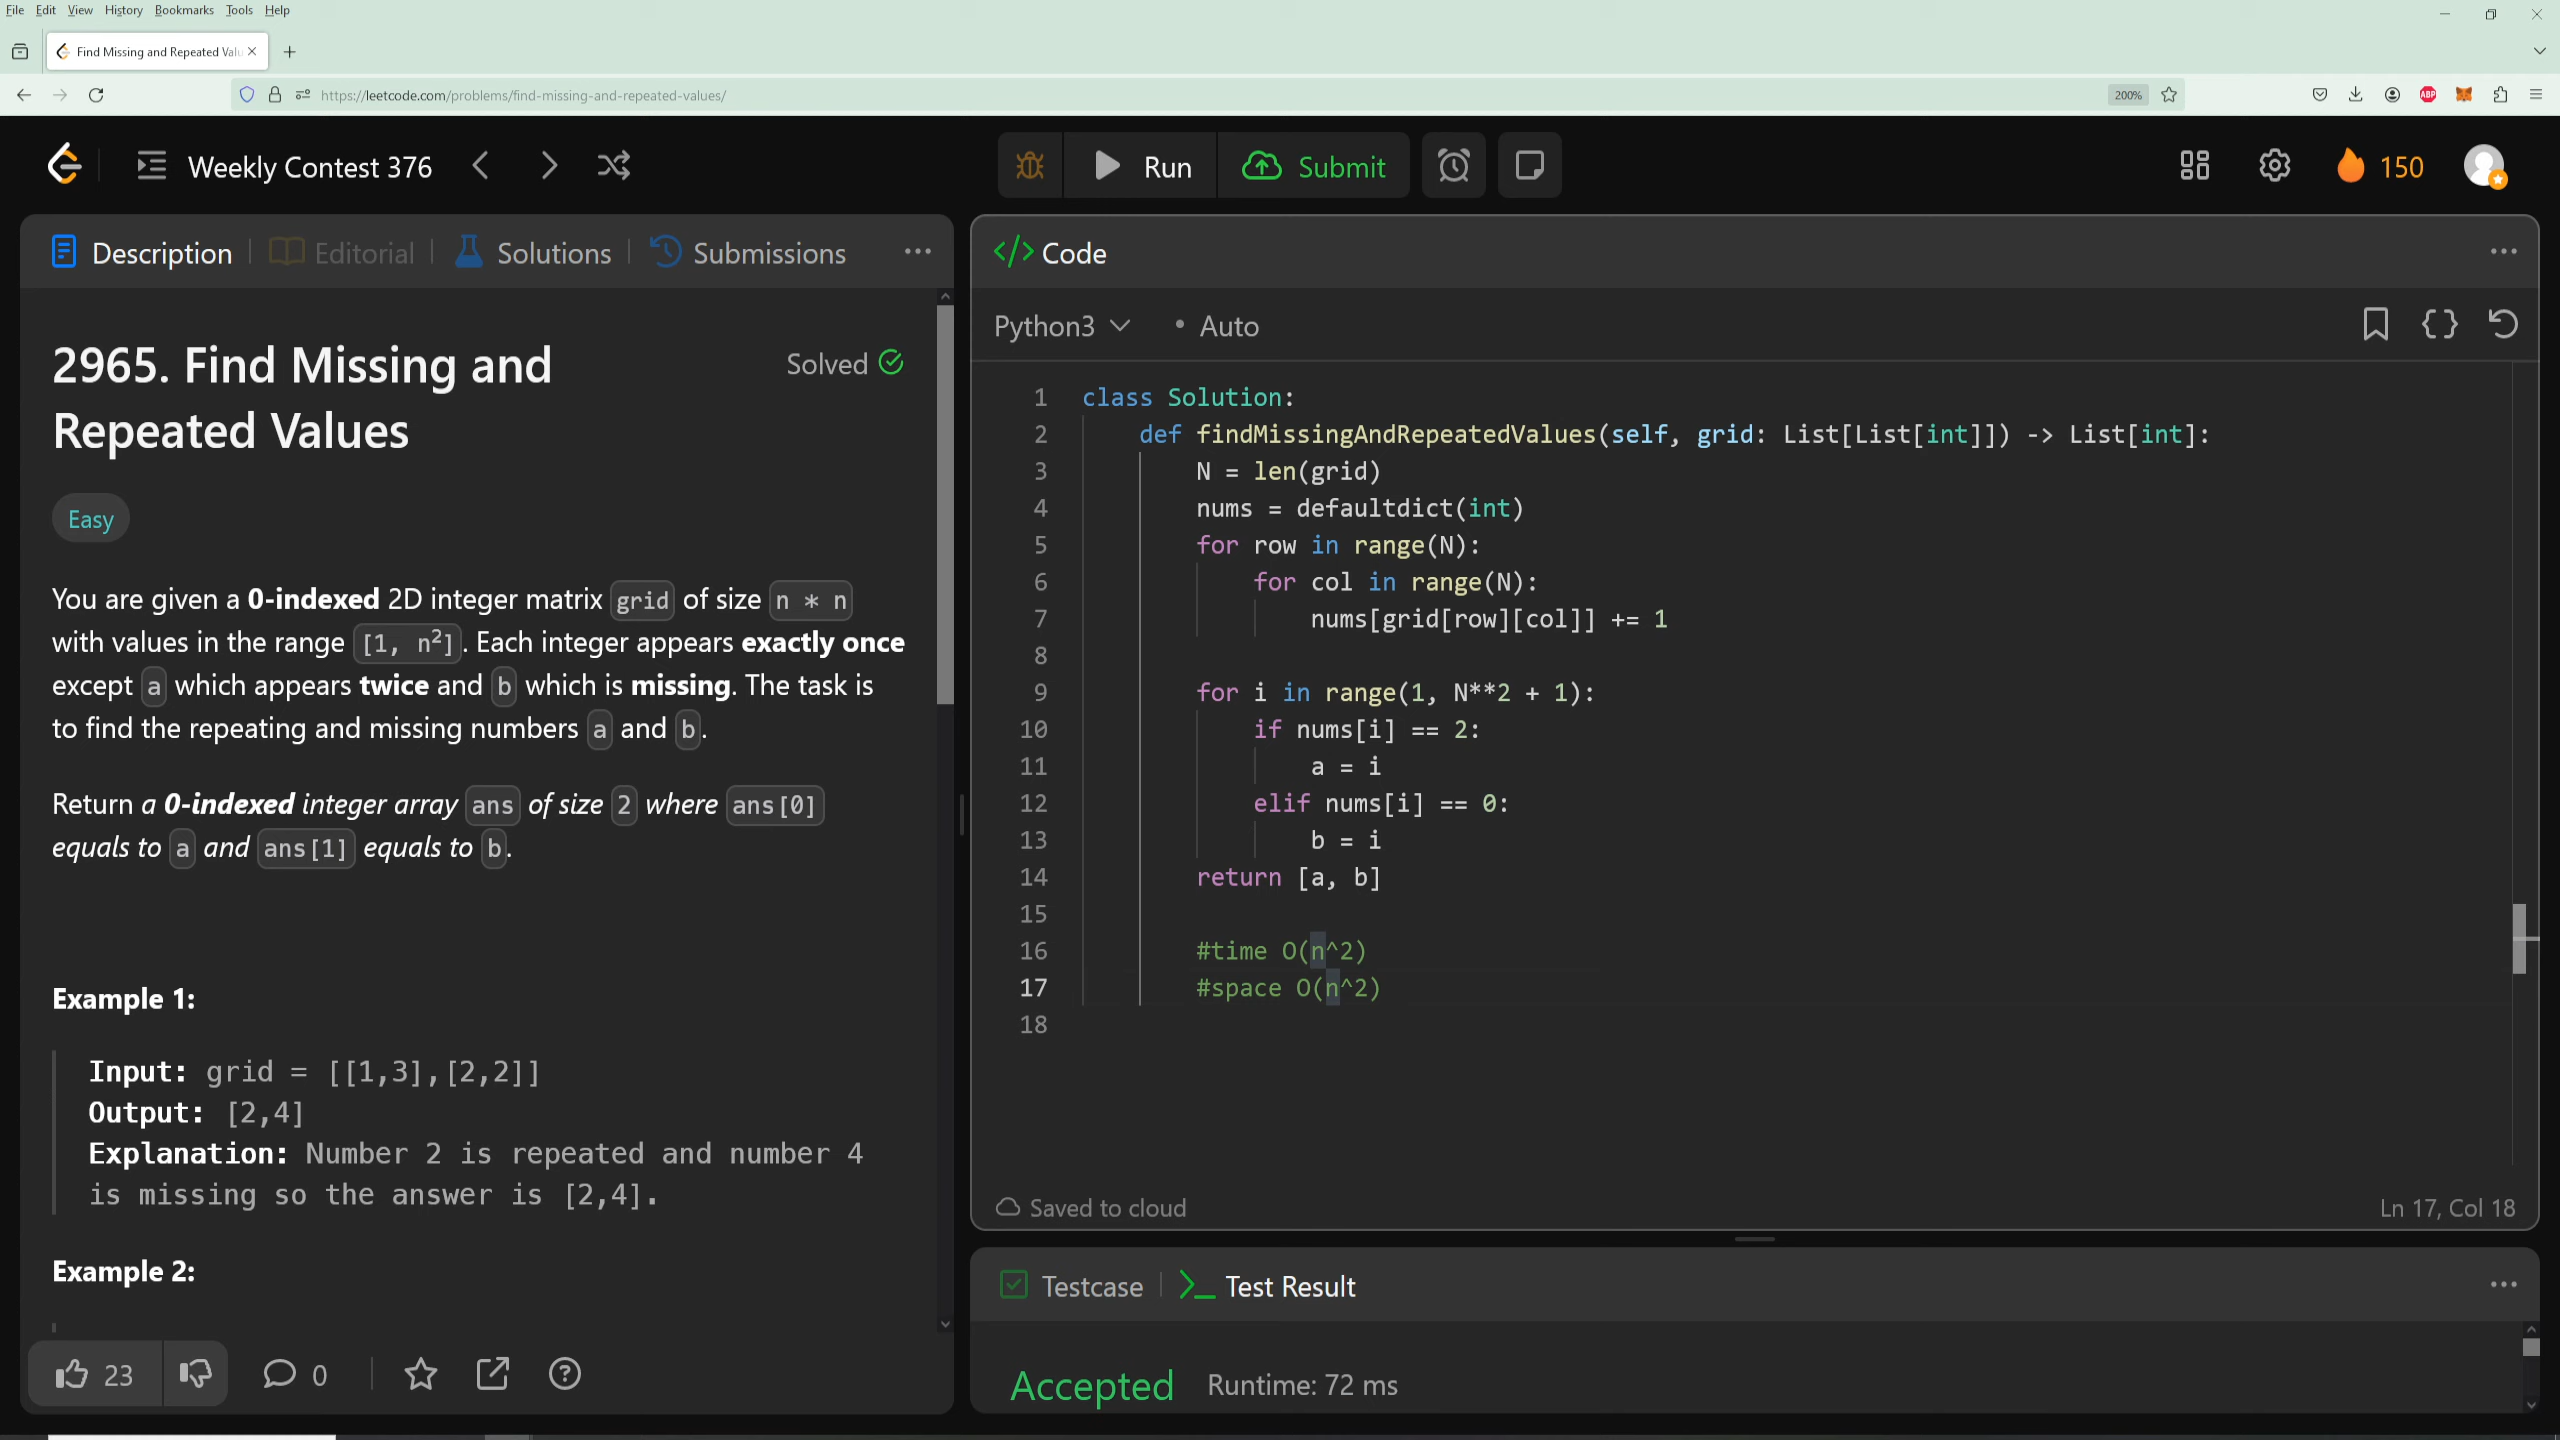 File Edit View History Bookmarks Tools Help
Find Missing and Repeated Valu
https://leetcode.com/problems/find-missing-and-repeated-values/
200%
ABP
Weekly Contest 376
Run
Submit
150
Description
Editorial
Solutions
Submissions
2965. Find Missing and
Repeated Values
Solved
Easy
You are given a 0-indexed 2D integer matrix grid of size n * n
with values in the range [1, n²]. Each integer appears exactly once
except a which appears twice and b which is missing. The task is
to find the repeating and missing numbers a and b.
Return a 0-indexed integer array ans of size 2 where ans[0]
equals to a and ans[1] equals to b.
Example 1:
Input: grid = [[1,3],[2,2]]
Output: [2,4]
Explanation: Number 2 is repeated and number 4
is missing so the answer is [2,4].
Example 2:
23
0
</> Code
Python3
• Auto
1 class Solution:
2     def findMissingAndRepeatedValues(self, grid: List[List[int]]) -> List[int]:
3         N = len(grid)
4         nums = defaultdict(int)
5         for row in range(N):
6             for col in range(N):
7                 nums[grid[row][col]] += 1
8
9         for i in range(1, N**2 + 1):
10             if nums[i] == 2:
11                 a = i
12             elif nums[i] == 0:
13                 b = i
14         return [a, b]
15
16         #time O(n^2)
17         #space O(n^2)
18
Saved to cloud
Ln 17, Col 18
Testcase
Test Result
Accepted
Runtime: 72 ms